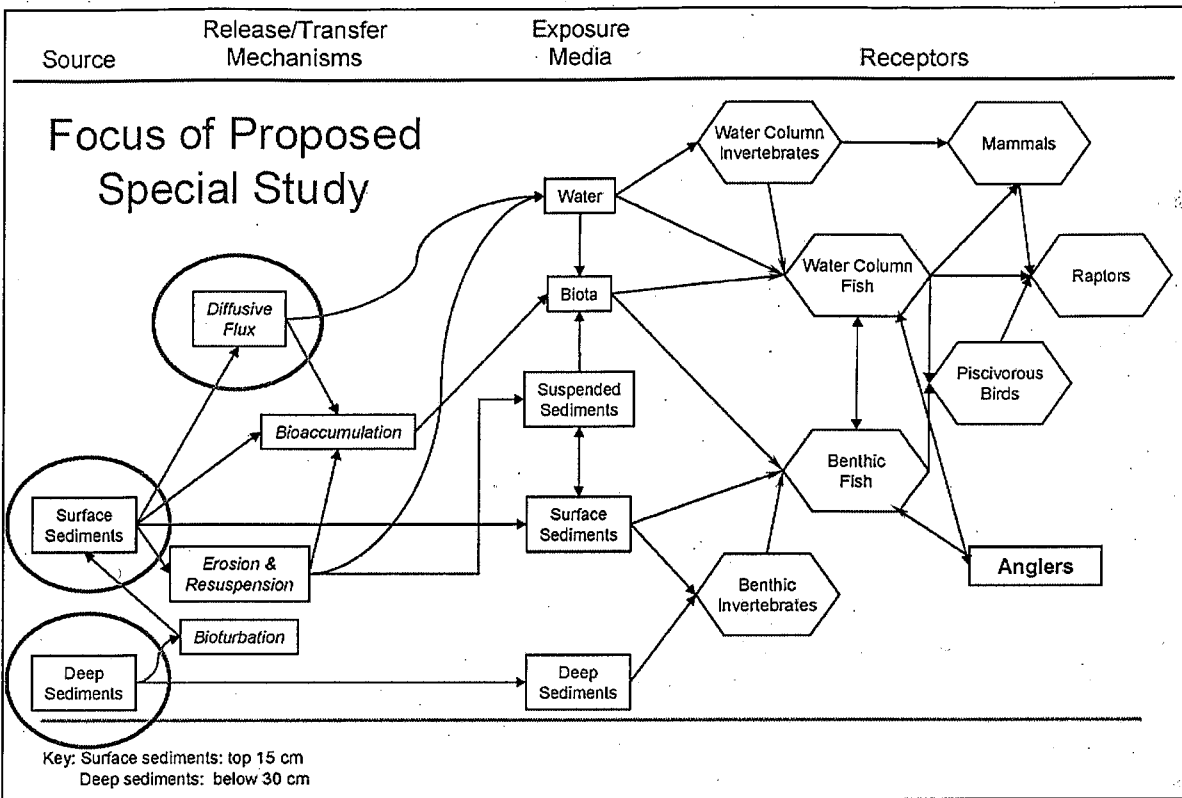 Source
Release/Transfer
Mechanisms
Exposure
Media
Receptors
Focus of Proposed
Special Study
Water Column
Invertebrates
Mammals
Water
Diffusive
Flux
Biota
Water Column
Fish
Raptors
Suspended
Sediments
Piscivorous
Birds
Bioaccumulation
Benthic
Fish
Surface
Sediments
Surface
Sediments
Erosion &
Resuspension
Benthic
Invertebrates
Anglers
Bioturbation
Deep
Sediments
Deep
Sediments
Key: Surface sediments: top 15 cm
Deep sediments: below 30 cm